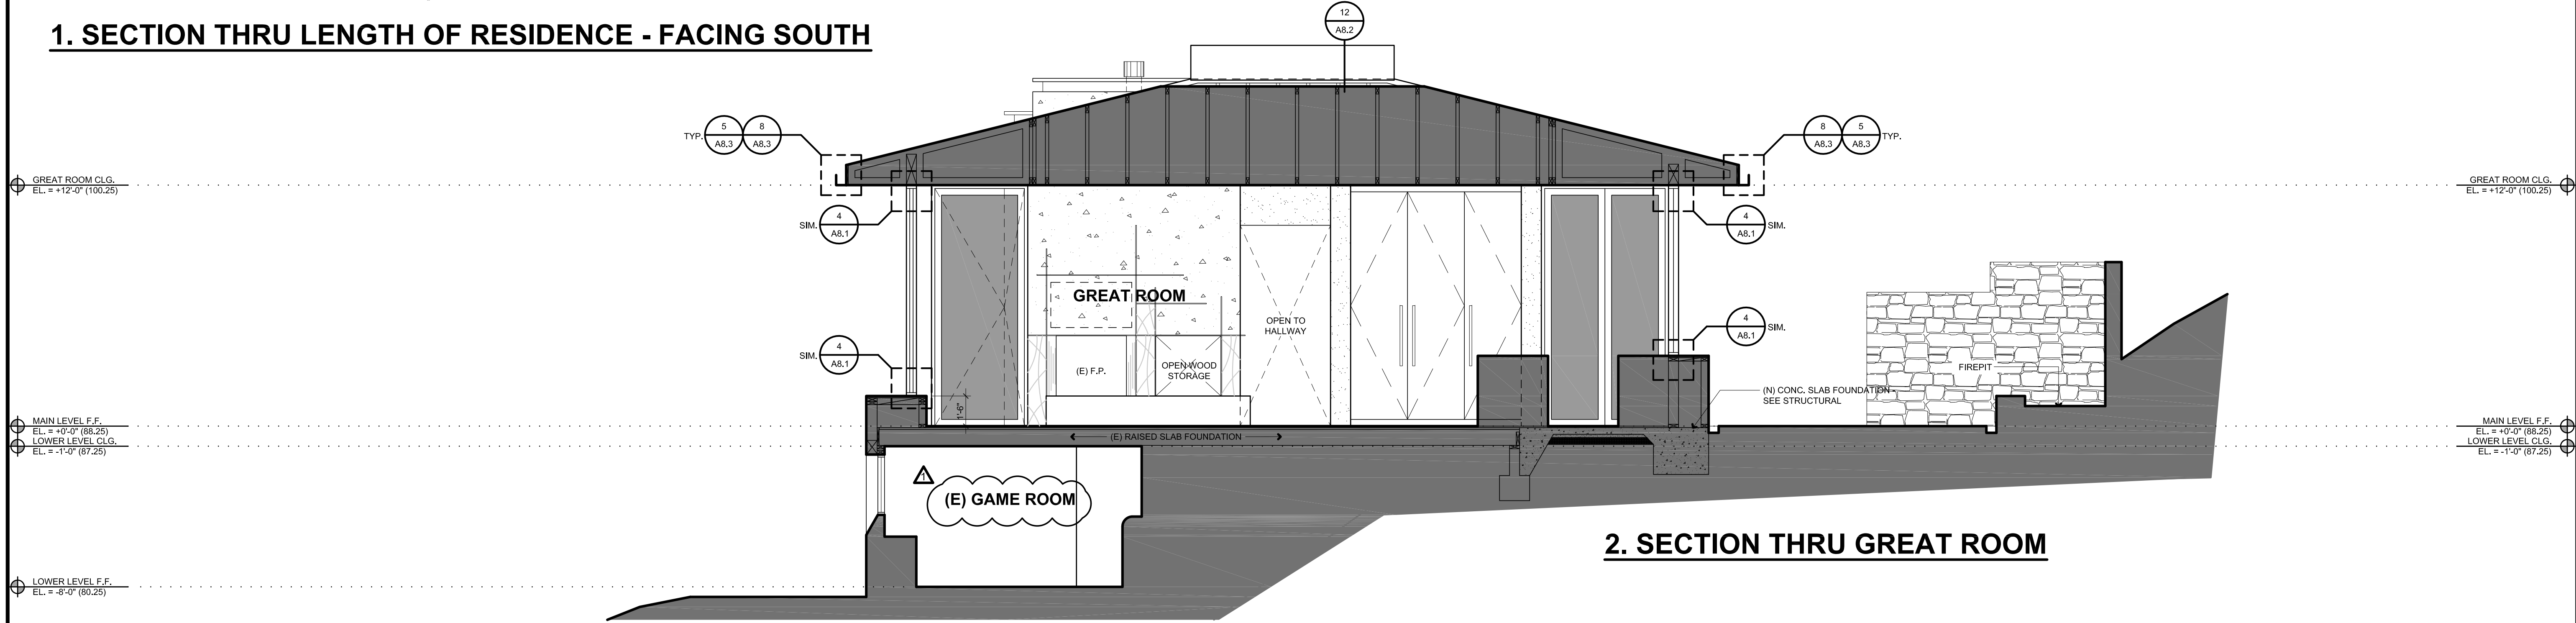 1. SECTION THRU LENGTH OF RESIDENCE - FACING SOUTH
12
A8.2
TYP.
5
A8.3
8
A8.3
8
A8.3
5
A8.3
TYP.
GREAT ROOM CLG.
EL. = +12'-0" (100.25)
GREAT ROOM CLG.
EL. = +12'-0" (100.25)
SIM.
4
A8.1
4
A8.1
SIM.
GREAT ROOM
OPEN TO
HALLWAY
4
A8.1
SIM.
SIM.
4
A8.1
(E) F.P.
OPEN WOOD
STORAGE
FIREPIT
(N) CONC. SLAB FOUNDATION -
SEE STRUCTURAL
1'-6"
MAIN LEVEL F.F.
EL. = +0'-0" (88.25)
LOWER LEVEL CLG.
EL. = -1'-0" (87.25)
(E) RAISED SLAB FOUNDATION
MAIN LEVEL F.F.
EL. = +0'-0" (88.25)
LOWER LEVEL CLG.
EL. = -1'-0" (87.25)
1
(E) GAME ROOM
2. SECTION THRU GREAT ROOM
LOWER LEVEL F.F.
EL. = -8'-0" (80.25)